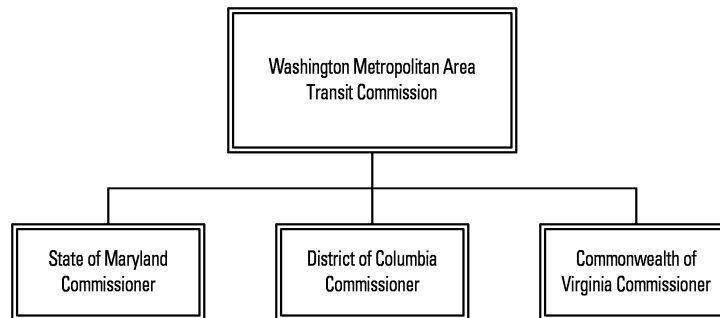 Washington Metropolitan Area
Transit Commission
State of Maryland
Commissioner
District of Columbia
Commissioner
Commonwealth of
Virginia Commissioner